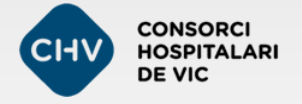 CHV
CONSORCI
HOSPITALARI
DE VIC